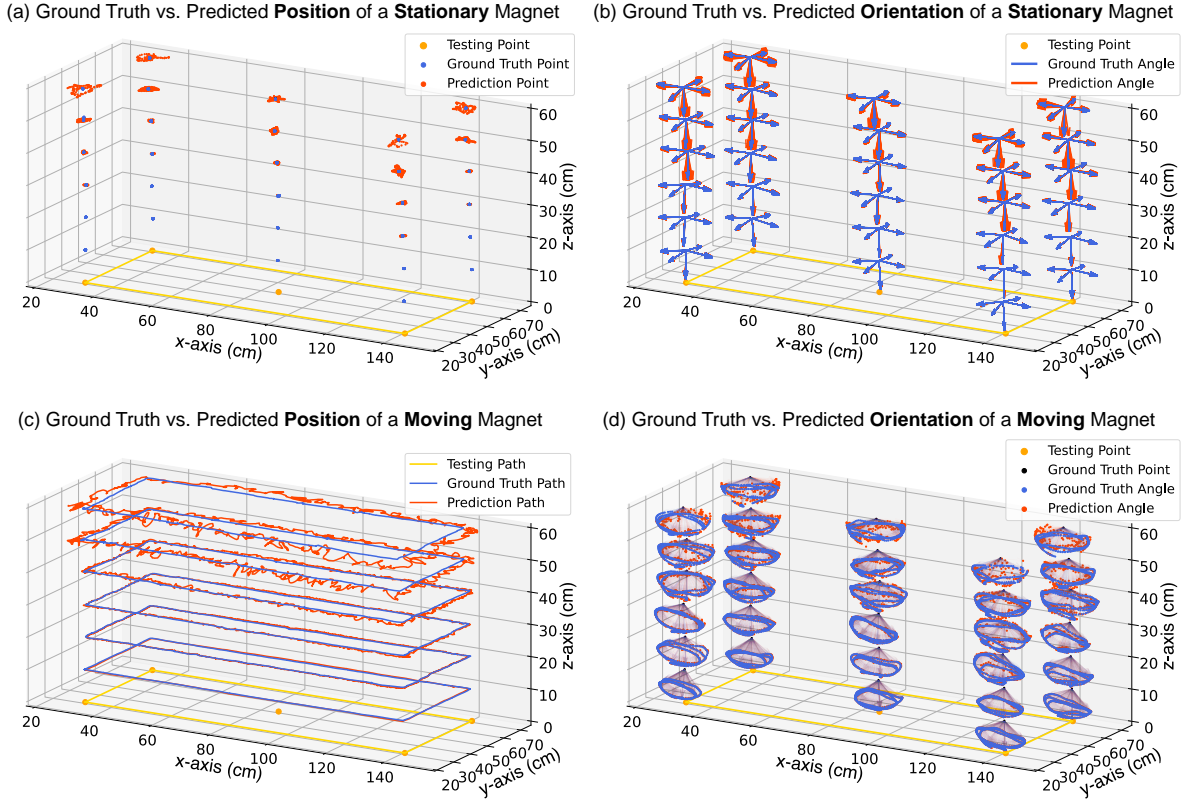 (a) Ground Truth vs. Predicted Position of a Stationary Magnet
Testing Point
Ground Truth Point
Prediction Point
60
50
40
30
20
10
0
z-axis (cm)
20
40
60
80
100
120
140
x-axis (cm)
20
30
40
50
60
70
y-axis (cm)
(b) Ground Truth vs. Predicted Orientation of a Stationary Magnet
Testing Point
Ground Truth Angle
Prediction Angle
60
50
40
30
20
10
0
z-axis (cm)
20
40
60
80
100
120
140
x-axis (cm)
20
30
40
50
60
70
y-axis (cm)
(c) Ground Truth vs. Predicted Position of a Moving Magnet
Testing Path
Ground Truth Path
Prediction Path
60
50
40
30
20
10
0
z-axis (cm)
20
40
60
80
100
120
140
x-axis (cm)
20
30
40
50
60
70
y-axis (cm)
(d) Ground Truth vs. Predicted Orientation of a Moving Magnet
Testing Point
Ground Truth Point
Ground Truth Angle
Prediction Angle
60
50
40
30
20
10
0
z-axis (cm)
20
40
60
80
100
120
140
x-axis (cm)
20
30
40
50
60
70
y-axis (cm)